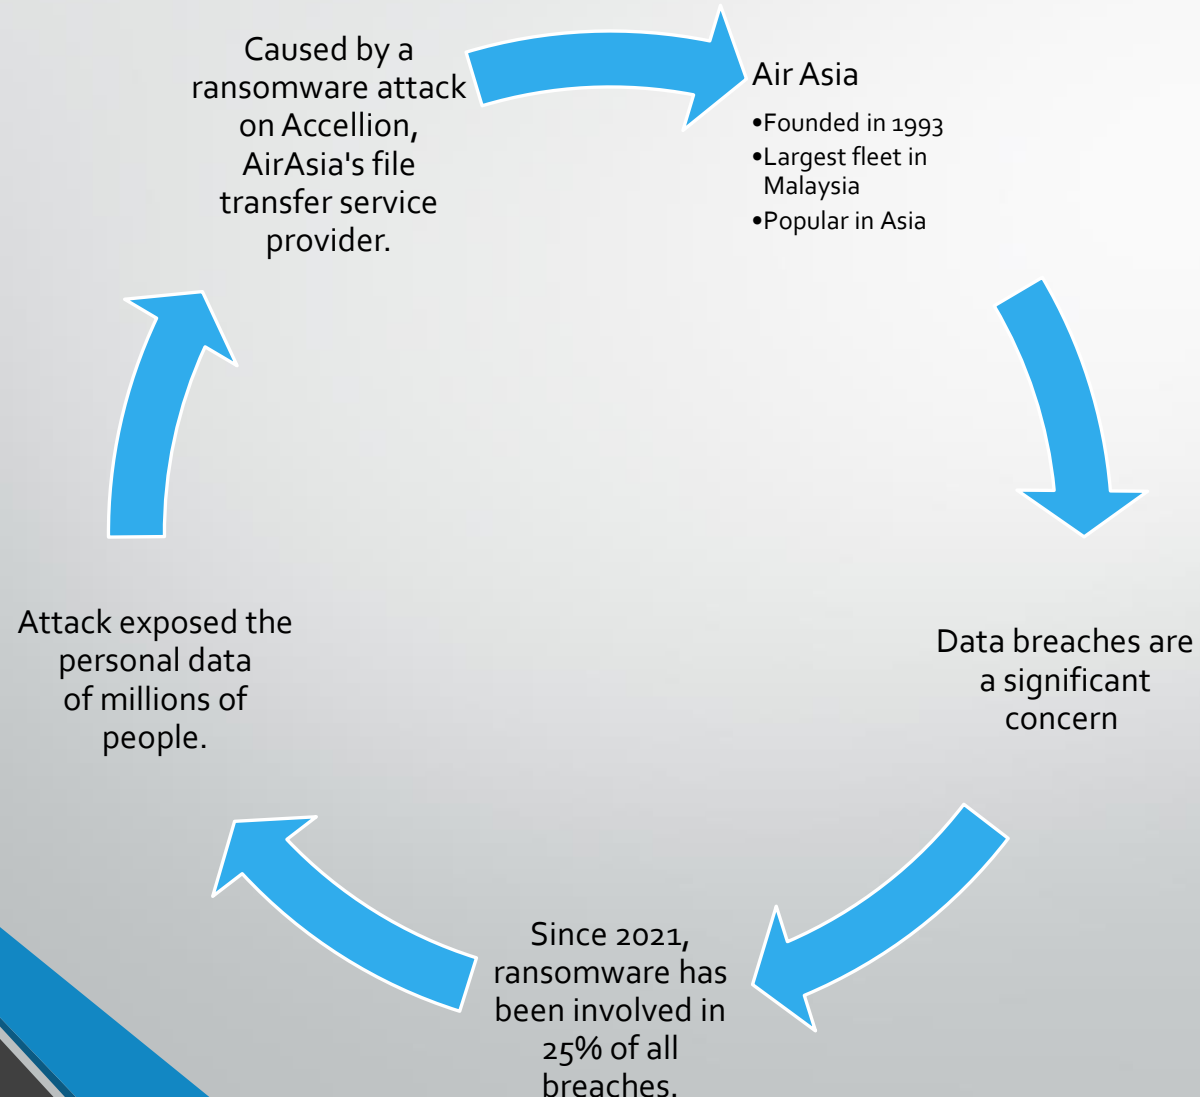 Caused by a
ransomware attack
on Accellion,
AirAsia's file
transfer service
provider.
Air Asia
•Founded in 1993
•Largest fleet in
Malaysia
•Popular in Asia
Data breaches are
a significant
concern
Since 2021,
ransomware has
been involved in
25% of all
breaches.
Attack exposed the
personal data
of millions of
people.